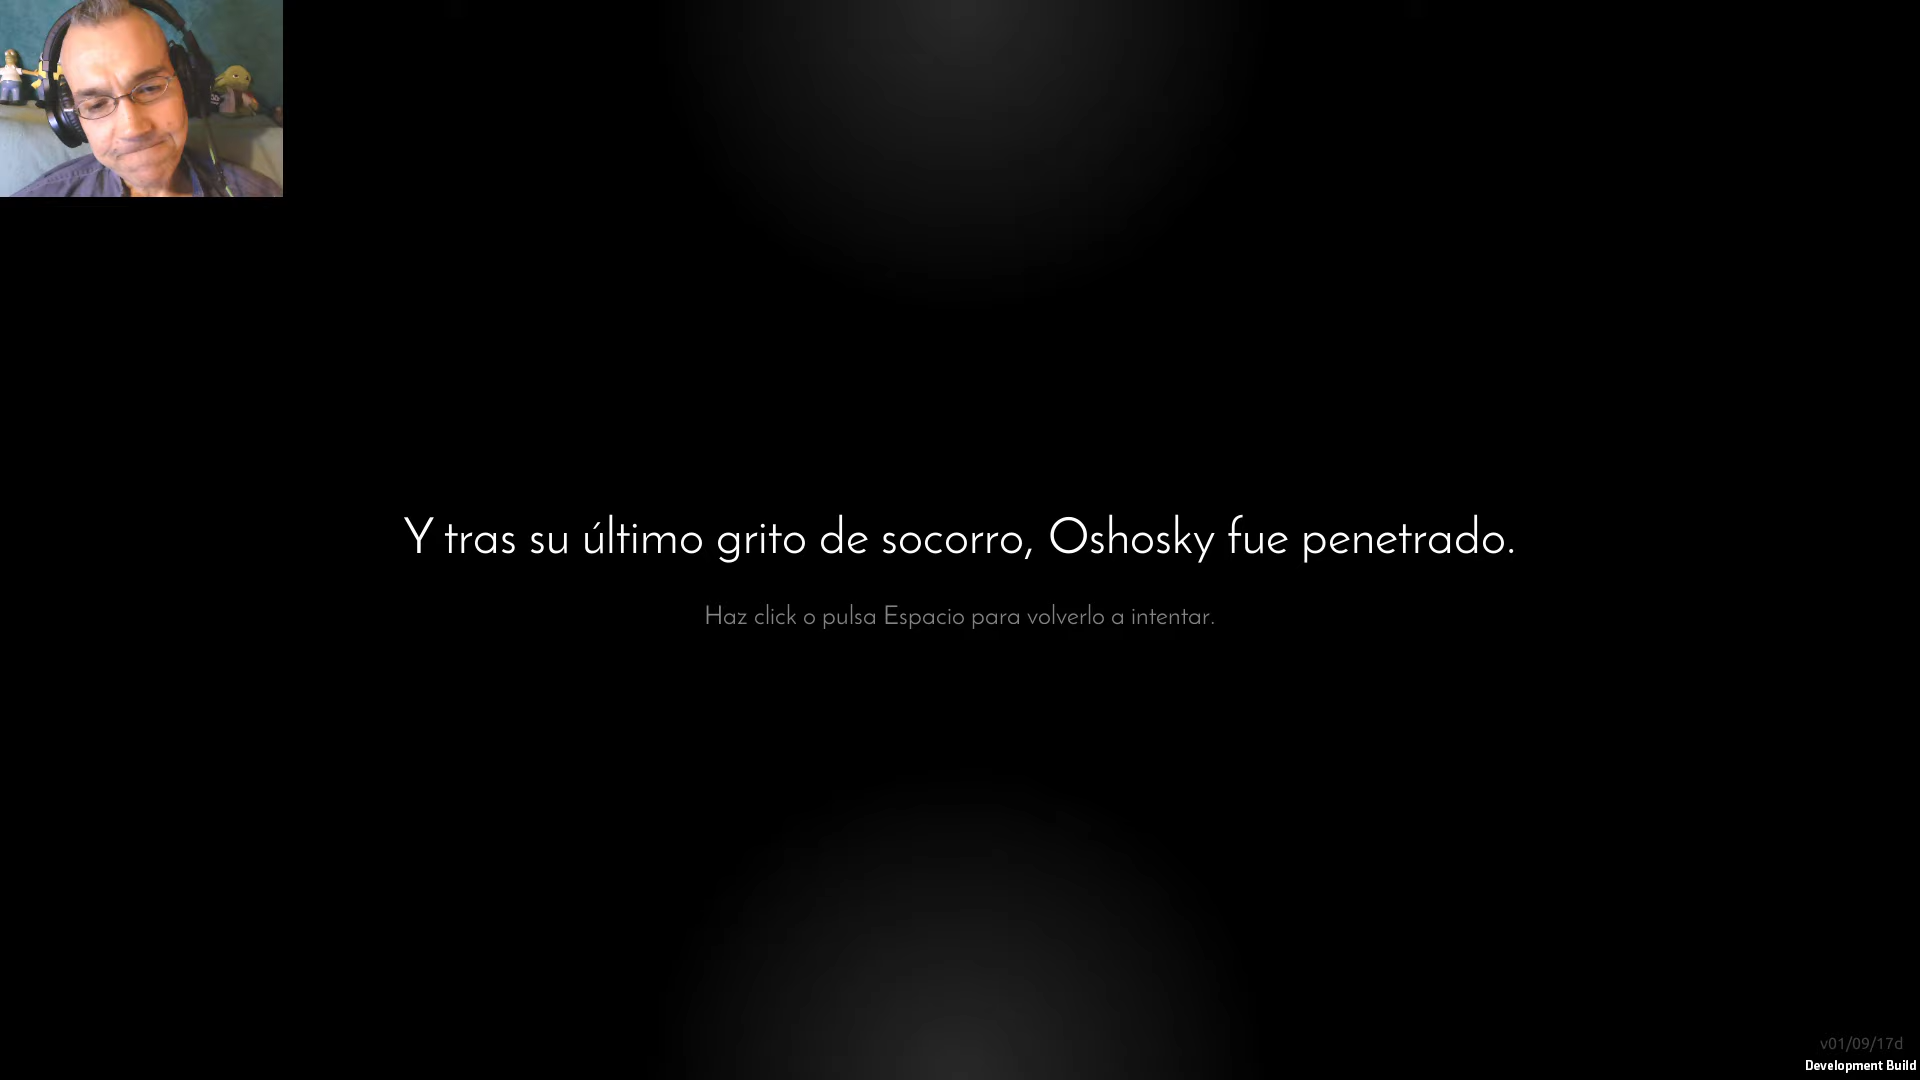 Y tras su último grito de socorro, Oshosky fue penetrado.
Haz click o pulsa Espacio para volverlo a intentar.
v01/09/17d
Development Build